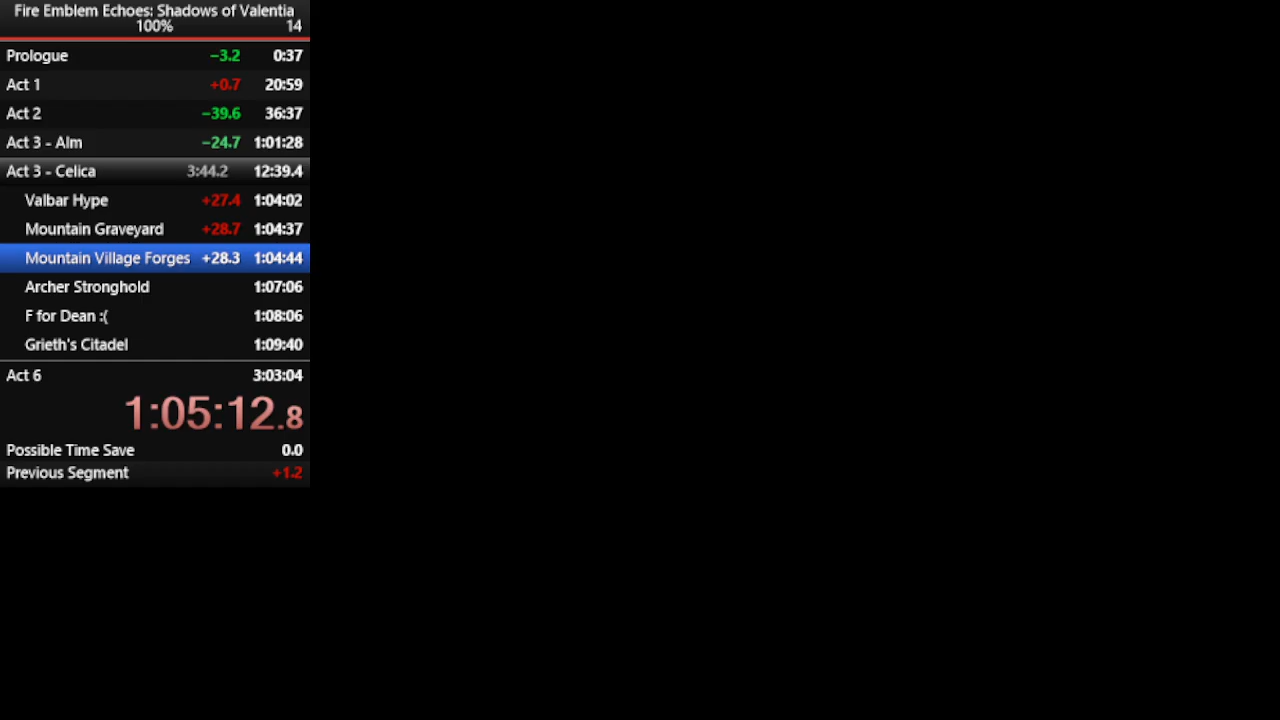 Fire Emblem Echoes: Shadows of Valentia
100% 14
Prologue −3.2 0:37
Act 1 +0.7 20:59
Act 2 −39.6 36:37
Act 3 - Alm −24.7 1:01:28
Act 3 - Celica 3:44.2 12:39.4
Valbar Hype +27.4 1:04:02
Mountain Graveyard +28.7 1:04:37
Mountain Village Forges +28.3 1:04:44
Archer Stronghold 1:07:06
F for Dean :( 1:08:06
Grieth's Citadel 1:09:40
Act 6 3:03:04
1:05:12.8
Possible Time Save 0.0
Previous Segment +1.2